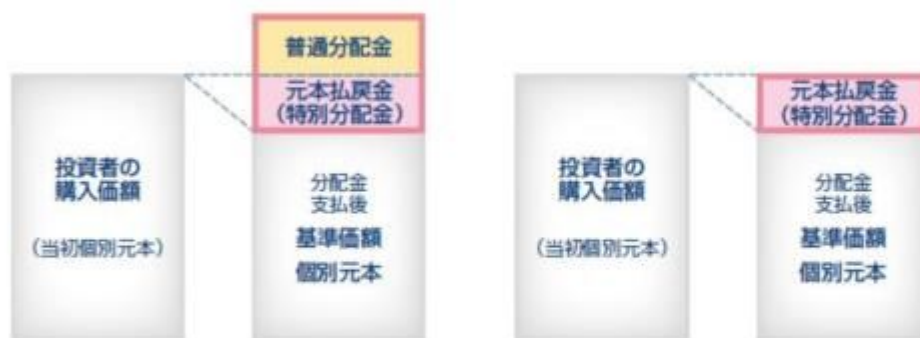 普通分配金
元本払戻金
(特別分配金)
投資者の
購入価額
(当初個別元本)
分配金
支払後
基準価額
個別元本
元本払戻金
(特別分配金)
投資者の
購入価額
(当初個別元本)
分配金
支払後
基準価額
個別元本